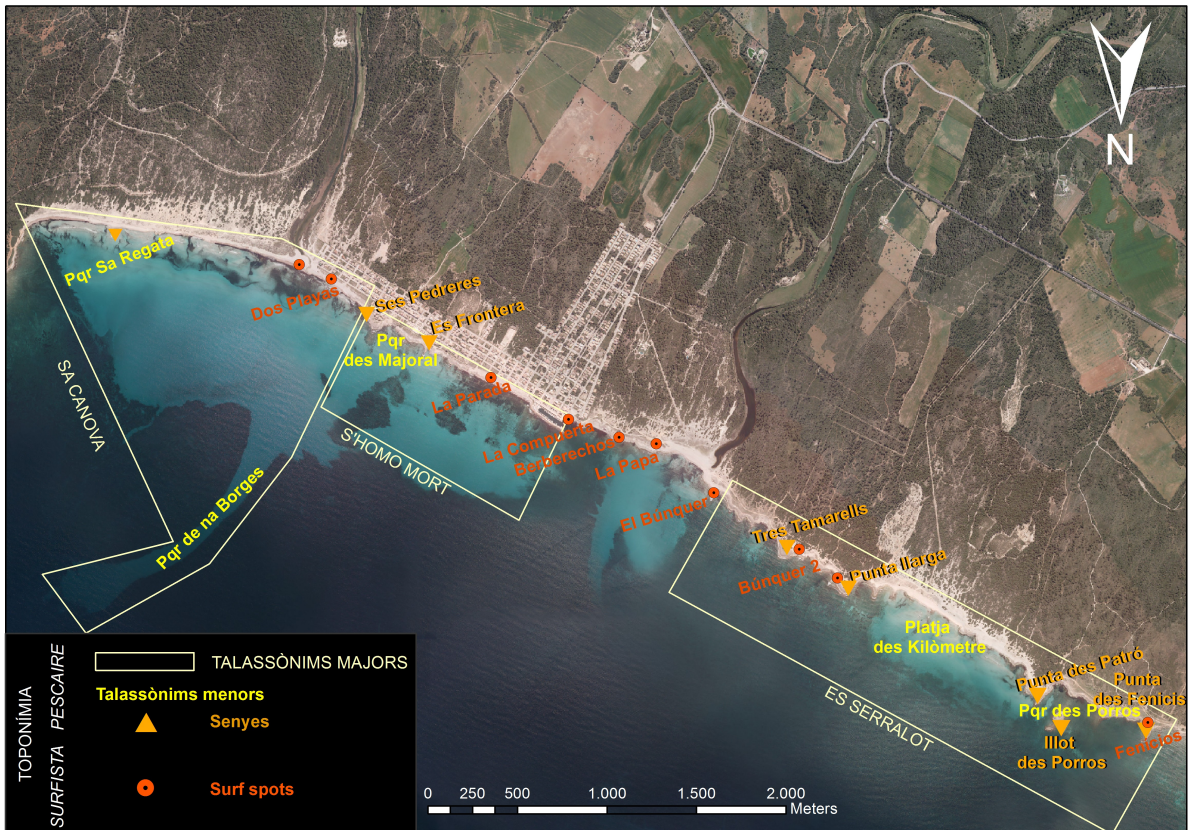 N
Pqr Sa Regata
Dos Playas
Ses Pedreres
Es Frontera
Pqr
des Majoral
SA CANOVA
La Parada
La Compuerta
Berberechos
La Papa
S'HOMO MORT
Pqr de na Borges
El Búnquer
Tres Tamarells
Búnquer 2
Punta llarga
Platja
des Kilòmetre
Punta des Patró
Punta
des Fenicis
Pqr des Porros
ES SERRALOT
Illot
des Porros
Fenicios
TOPONÍMIA
PESCAIRE
SURFISTA
TALASSÒNIMS MAJORS
Talassònims menors
Senyes
Surf spots
0 250 500 1.000 1.500 2.000
Meters